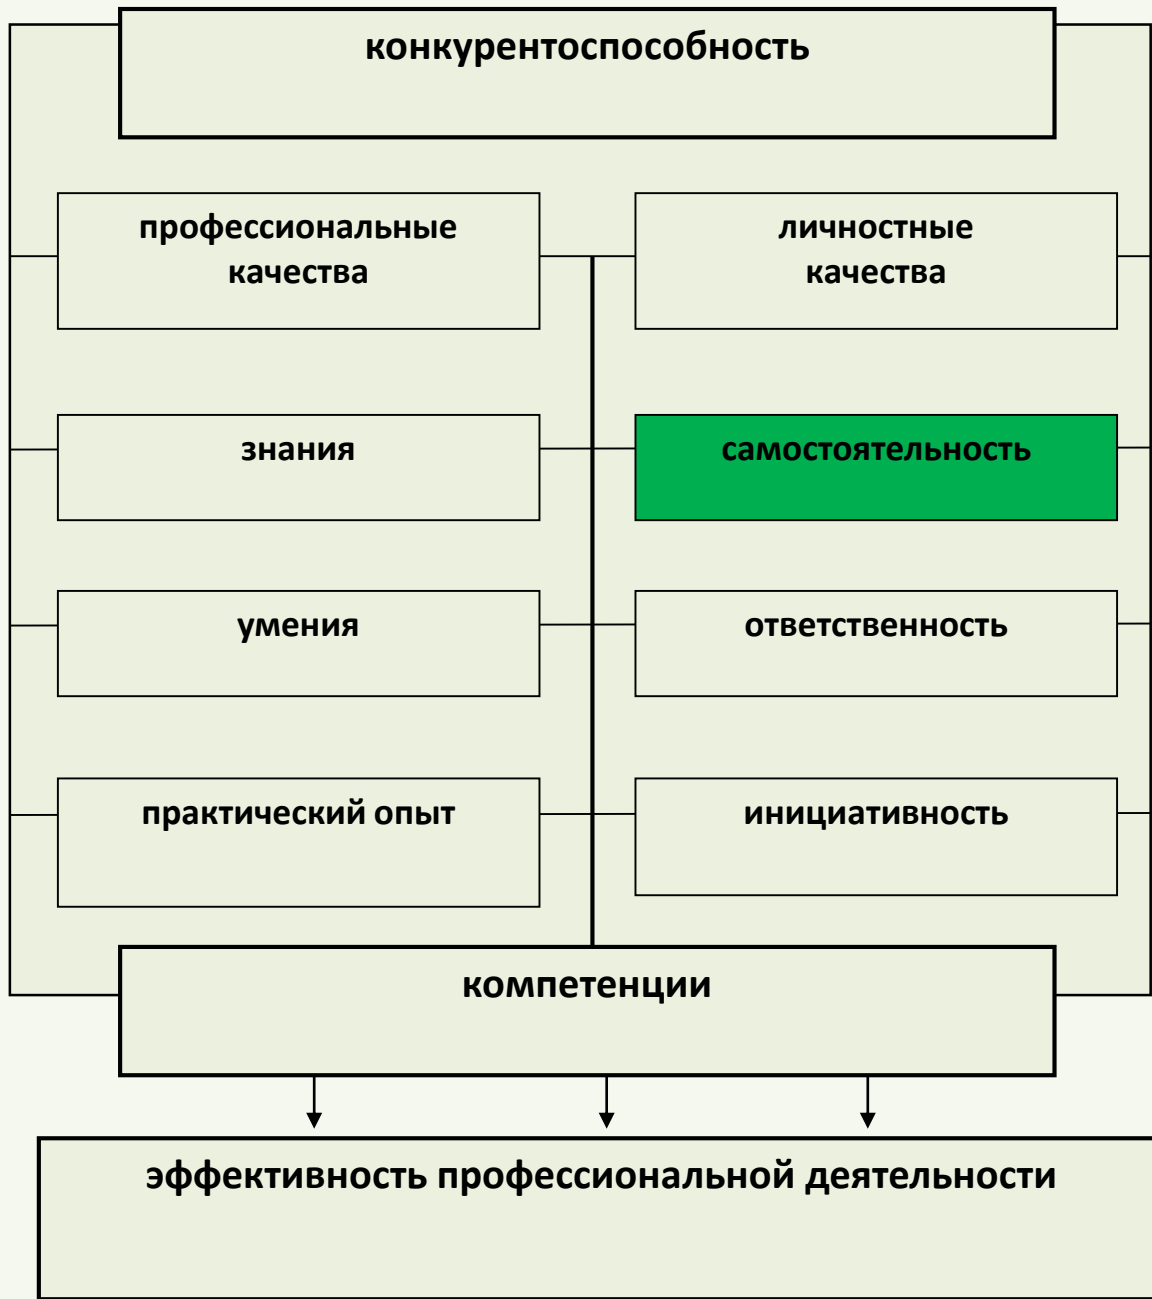 конкурентоспособность
профессиональные
качества
личностные
качества
знания
самостоятельность
умения
ответственность
практический опыт
инициативность
компетенции
эффективность профессиональной деятельности